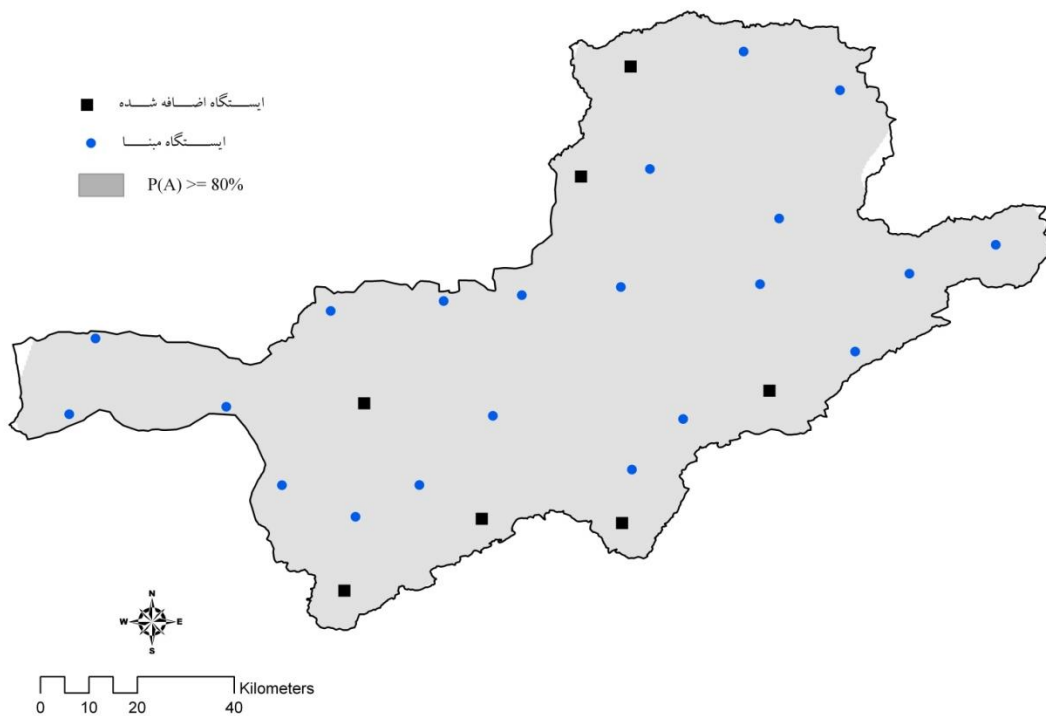 ایستگاه اضافه شده
ایستگاه مبنا
P(A) >= 80%
N
W E
S
Kilometers
0 10 20 40